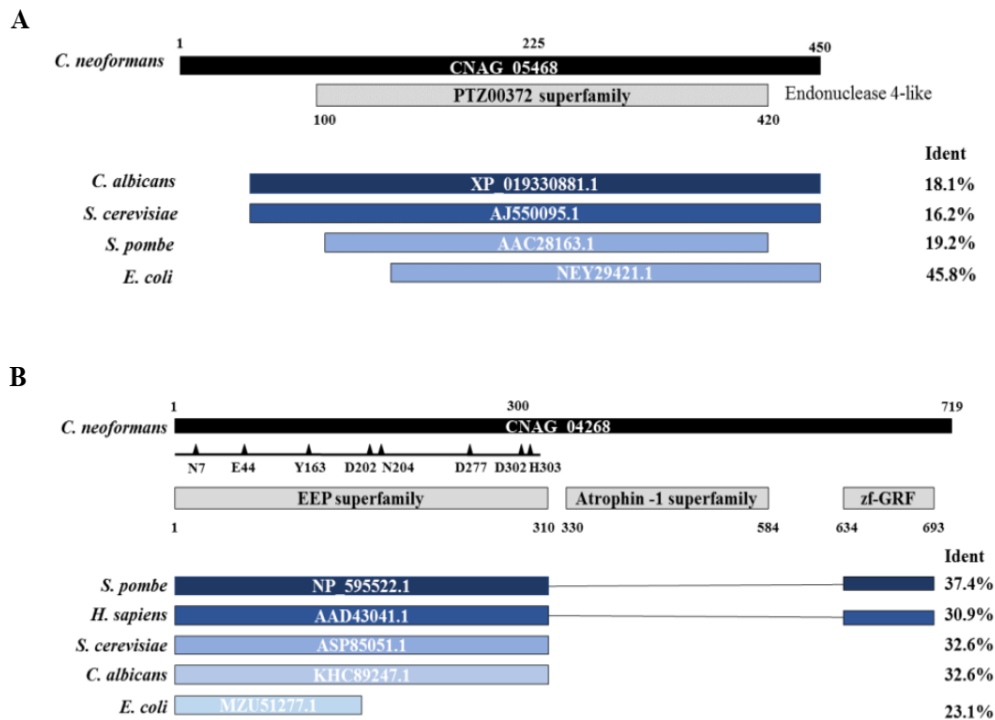 A
1 225 450
C. neoformans CNAG_05468
PTZ00372 superfamily Endonuclease 4-like
100 420
Ident
C. albicans XP_019330881.1 18.1%
S. cerevisiae AJ550095.1 16.2%
S. pombe AAC28163.1 19.2%
E. coli NEY29421.1 45.8%
B
1 300 719
C. neoformans CNAG_04268
N7 E44 Y163 D202 N204 D277 D302 H303
EEP superfamily Atrophin -1 superfamily zf-GRF
1 310 330 584 634 693
Ident
S. pombe NP_595522.1 37.4%
H. sapiens AAD43041.1 30.9%
S. cerevisiae ASP85051.1 32.6%
C. albicans KHC89247.1 32.6%
E. coli MZU51277.1 23.1%